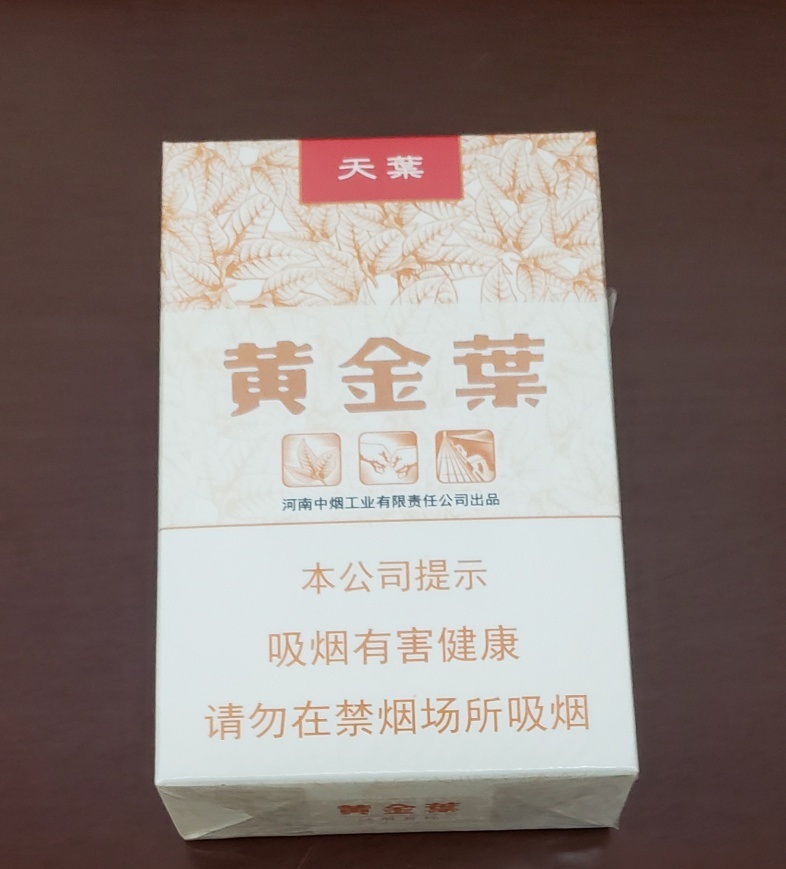 天葉
黄金葉
河南中烟工业有限责任公司出品
本公司提示
吸烟有害健康
请勿在禁烟场所吸烟
黄金葉